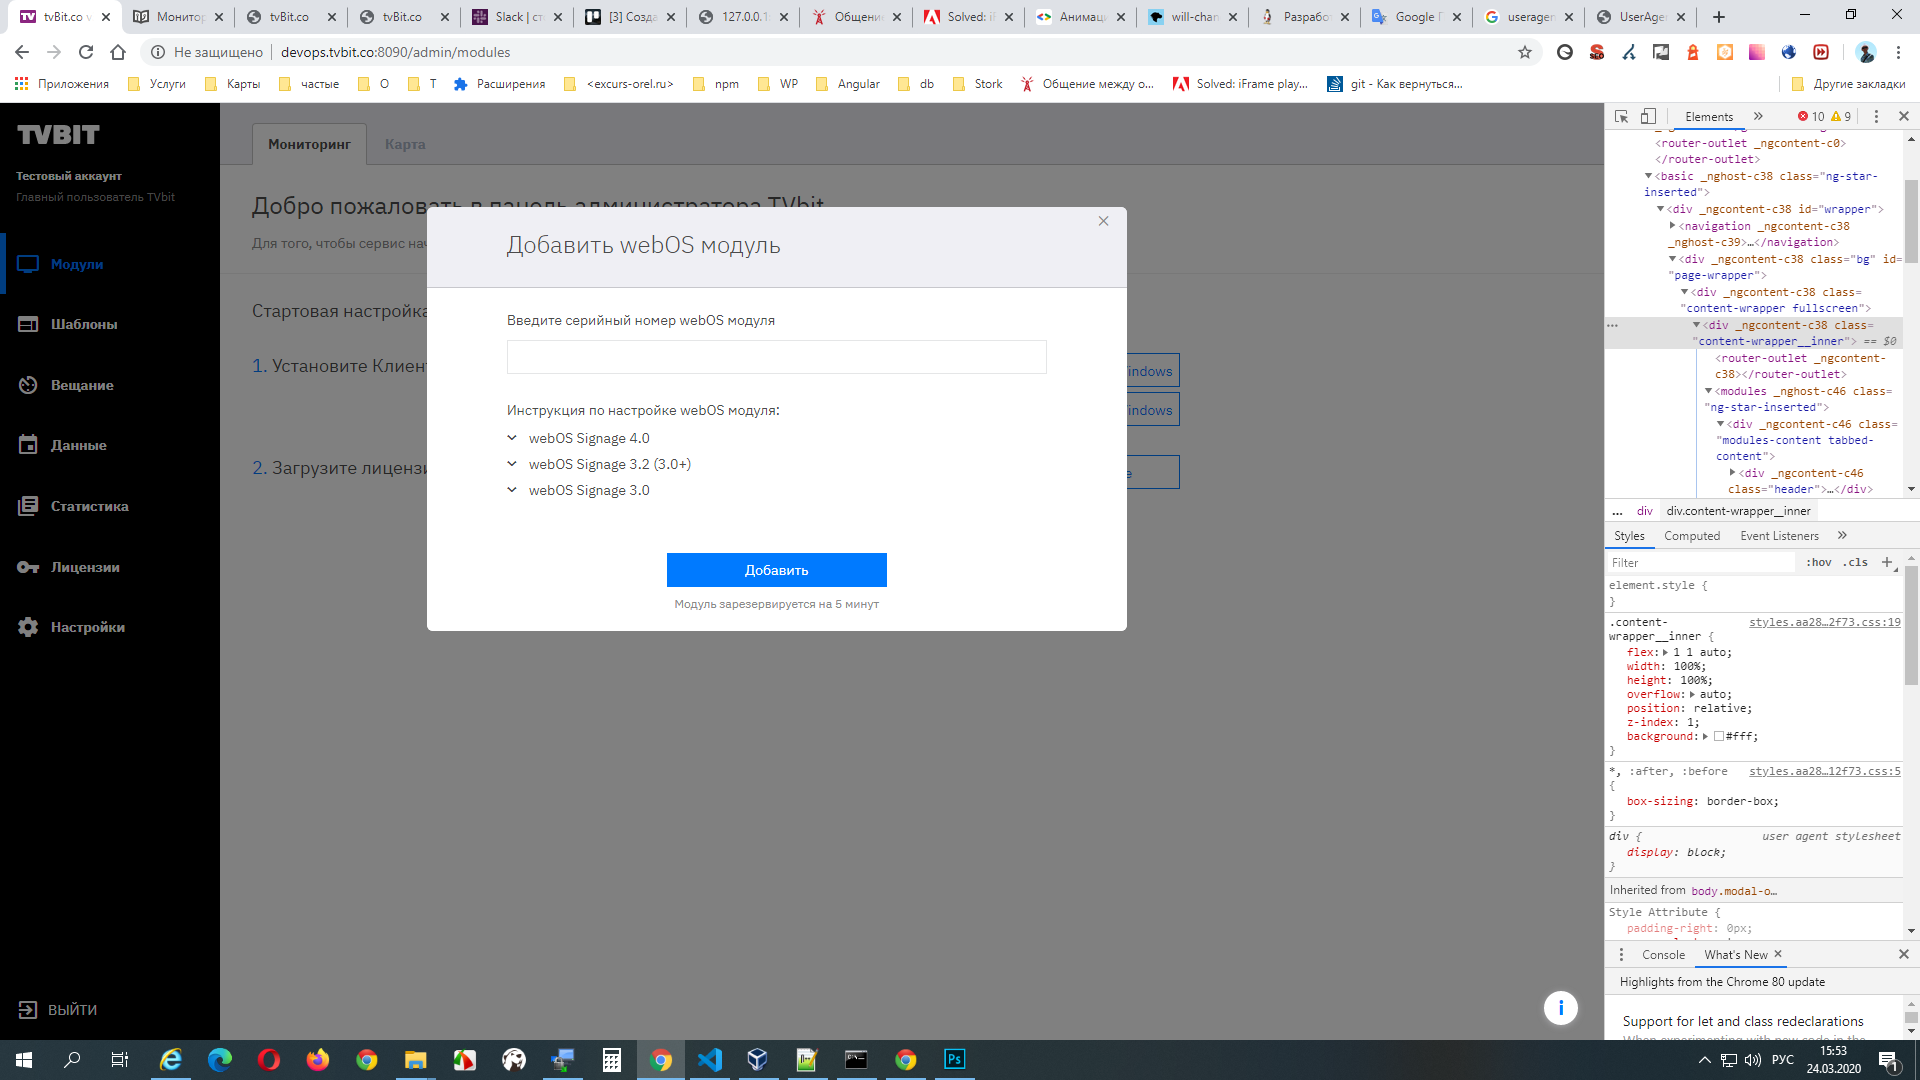 tvBit.co v
Монитор
tvBit.co
tvBit.co
Slack | ст
[3] Созда
127.0.0.1
Общени
Solved: iF
Анимац
will-chan
Разрабо
Google П
useragen
UserAge
Не защищено
devops.tvbit.co:8090/admin/modules
Приложения
Услуги
Карты
частые
О
Т
Расширения
<excurs-orel.ru>
npm
WP
Angular
db
Stork
Общение между о...
Solved: iFrame play...
git - Как вернуться...
Другие закладки
TVBIT
Тестовый аккаунт
Главный пользователь TVbit
Модули
Шаблоны
Вещание
Данные
Статистика
Лицензии
Настройки
ВЫЙТИ
Мониторинг
Карта
Добро пожаловать в панель администратора TVbit
Для того, чтобы сервис нач
Стартовая настройка
1. Установите Клиен
indows
indows
2. Загрузите лицензи
e
Добавить webOS модуль
Введите серийный номер webOS модуля
Инструкция по настройке webOS модуля:
webOS Signage 4.0
webOS Signage 3.2 (3.0+)
webOS Signage 3.0
Добавить
Модуль зарезервируется на 5 минут
Elements
10
9
<router-outlet _ngcontent-c0>
</router-outlet>
<basic _nghost-c38 class="ng-star-
inserted">
<div _ngcontent-c38 id="wrapper">
<navigation _ngcontent-c38
_nghost-c39>…</navigation>
<div _ngcontent-c38 class="bg" id=
"page-wrapper">
<div _ngcontent-c38 class=
"content-wrapper fullscreen">
<div _ngcontent-c38 class=
"content-wrapper__inner"> == $0
<router-outlet _ngcontent-
c38></router-outlet>
<modules _nghost-c46 class=
"ng-star-inserted">
<div _ngcontent-c46 class=
"modules-content tabbed-
content">
<div _ngcontent-c46
class="header">…</div>
...
div
div.content-wrapper__inner
Styles
Computed
Event Listeners
Filter
:hov
.cls
element.style {
}
.content-
wrapper__inner {
styles.aa28…2f73.css:19
flex: 1 1 auto;
width: 100%;
height: 100%;
overflow: auto;
position: relative;
z-index: 1;
background: #fff;
}
*, :after, :before
styles.aa28…12f73.css:5
{
box-sizing: border-box;
}
div {
user agent stylesheet
display: block;
}
Inherited from body.modal-o…
Style Attribute {
padding-right: 0px;
Console
What's New
Highlights from the Chrome 80 update
Support for let and class redeclarations
When experimenting with new code in the
РУС
15:53
24.03.2020
1